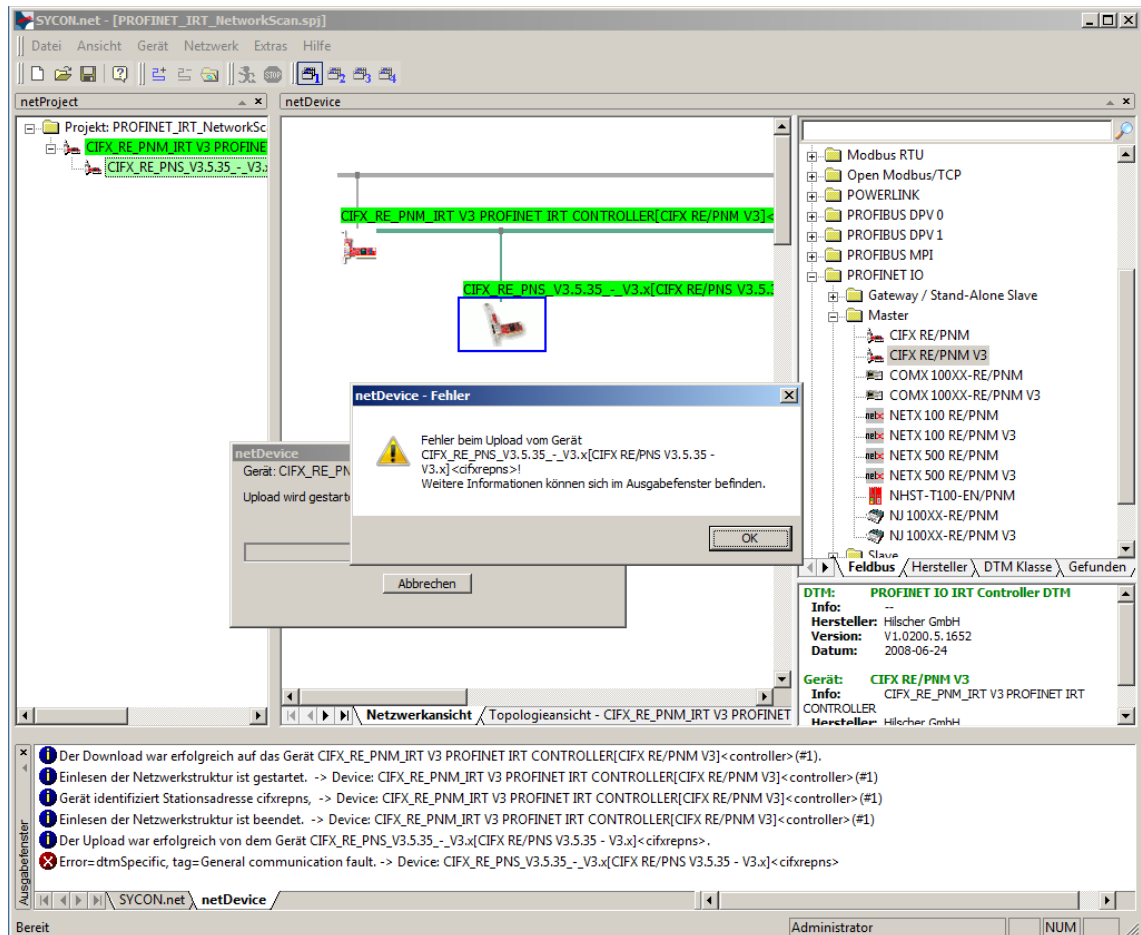 SYCON.net - [PROFINET_IRT_NetworkScan.spj]
Datei Ansicht Gerät Netzwerk Extras Hilfe
STOP 1 2 3 4
netProject
netDevice
Projekt: PROFINET_IRT_NetworkSc
CIFX_RE_PNM_IRT V3 PROFINE
CIFX_RE_PNS_V3.5.35_-_V3.x
CIFX_RE_PNM_IRT V3 PROFINET IRT CONTROLLER[CIFX RE/PNM V3]<
CIFX_RE_PNS_V3.5.35_-_V3.x[CIFX RE/PNS V3.5.3
Modbus RTU
Open Modbus/TCP
POWERLINK
PROFIBUS DPV0
PROFIBUS DPV1
PROFIBUS MPI
PROFINET IO
Gateway / Stand-Alone Slave
Master
CIFX RE/PNM
CIFX RE/PNM V3
COMX 100XX-RE/PNM
COMX 100XX-RE/PNM V3
netX NETX 100 RE/PNM
netX NETX 100 RE/PNM V3
netX NETX 500 RE/PNM
netX NETX 500 RE/PNM V3
NHST-T100-EN/PNM
NJ 100XX-RE/PNM
NJ 100XX-RE/PNM V3
Slave
Feldbus Hersteller DTM Klasse Gefunden
netDevice
Gerät: CIFX_RE_PN
Upload wird gestarte
Abbrechen
netDevice - Fehler
Fehler beim Upload vom Gerät
CIFX_RE_PNS_V3.5.35_-_V3.x[CIFX RE/PNS V3.5.35 -
V3.x]<cifxrepns>!
Weitere Informationen können sich im Ausgabefenster befinden.
OK
DTM: PROFINET IO IRT Controller DTM
Info: --
Hersteller: Hilscher GmbH
Version: V1.0200.5.1652
Datum: 2008-06-24
Gerät: CIFX RE/PNM V3
Info: CIFX_RE_PNM_IRT V3 PROFINET IRT
CONTROLLER
Hersteller: Hilscher GmbH
Netzwerkansicht Topologieansicht - CIFX_RE_PNM_IRT V3 PROFINET
Der Download war erfolgreich auf das Gerät CIFX_RE_PNM_IRT V3 PROFINET IRT CONTROLLER[CIFX RE/PNM V3]<controller>(#1).
Einlesen der Netzwerkstruktur ist gestartet. -> Device: CIFX_RE_PNM_IRT V3 PROFINET IRT CONTROLLER[CIFX RE/PNM V3]<controller>(#1)
Gerät identifiziert Stationsadresse cifxrepns, -> Device: CIFX_RE_PNM_IRT V3 PROFINET IRT CONTROLLER[CIFX RE/PNM V3]<controller>(#1)
Einlesen der Netzwerkstruktur ist beendet. -> Device: CIFX_RE_PNM_IRT V3 PROFINET IRT CONTROLLER[CIFX RE/PNM V3]<controller>(#1)
Der Upload war erfolgreich von dem Gerät CIFX_RE_PNS_V3.5.35_-_V3.x[CIFX RE/PNS V3.5.35 - V3.x]<cifxrepns>.
Error=dtmSpecific, tag=General communication fault. -> Device: CIFX_RE_PNS_V3.5.35_-_V3.x[CIFX RE/PNS V3.5.35 - V3.x]<cifxrepns>
Ausgabefenster
SYCON.net netDevice
Bereit
Administrator
NUM